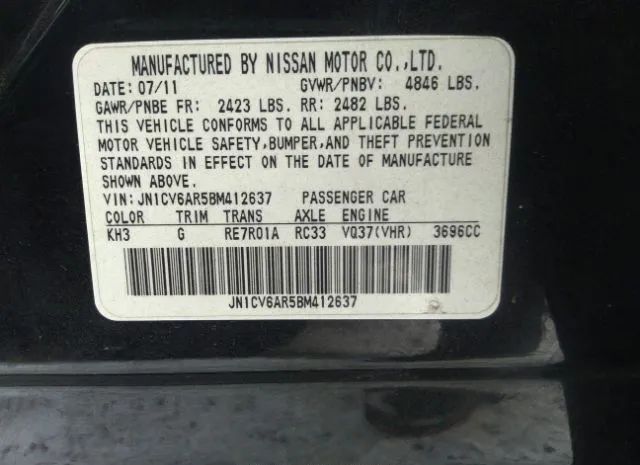 MANUFACTURED BY NISSAN MOTOR CO.,LTD.
DATE: 07/11 GVWR/PNBV: 4846 LBS.
GAWR/PNBE FR: 2423 LBS. RR: 2482 LBS.
THIS VEHICLE CONFORMS TO ALL APPLICABLE FEDERAL
MOTOR VEHICLE SAFETY,BUMPER,AND THEFT PREVENTION
STANDARDS IN EFFECT ON THE DATE OF MANUFACTURE
SHOWN ABOVE.
VIN: JN1CV6AR5BM412637 PASSENGER CAR
COLOR TRIM TRANS AXLE ENGINE
KH3 G RE7R01A RC33 VQ37(VHR) 3696CC
JN1CV6AR5BM412637